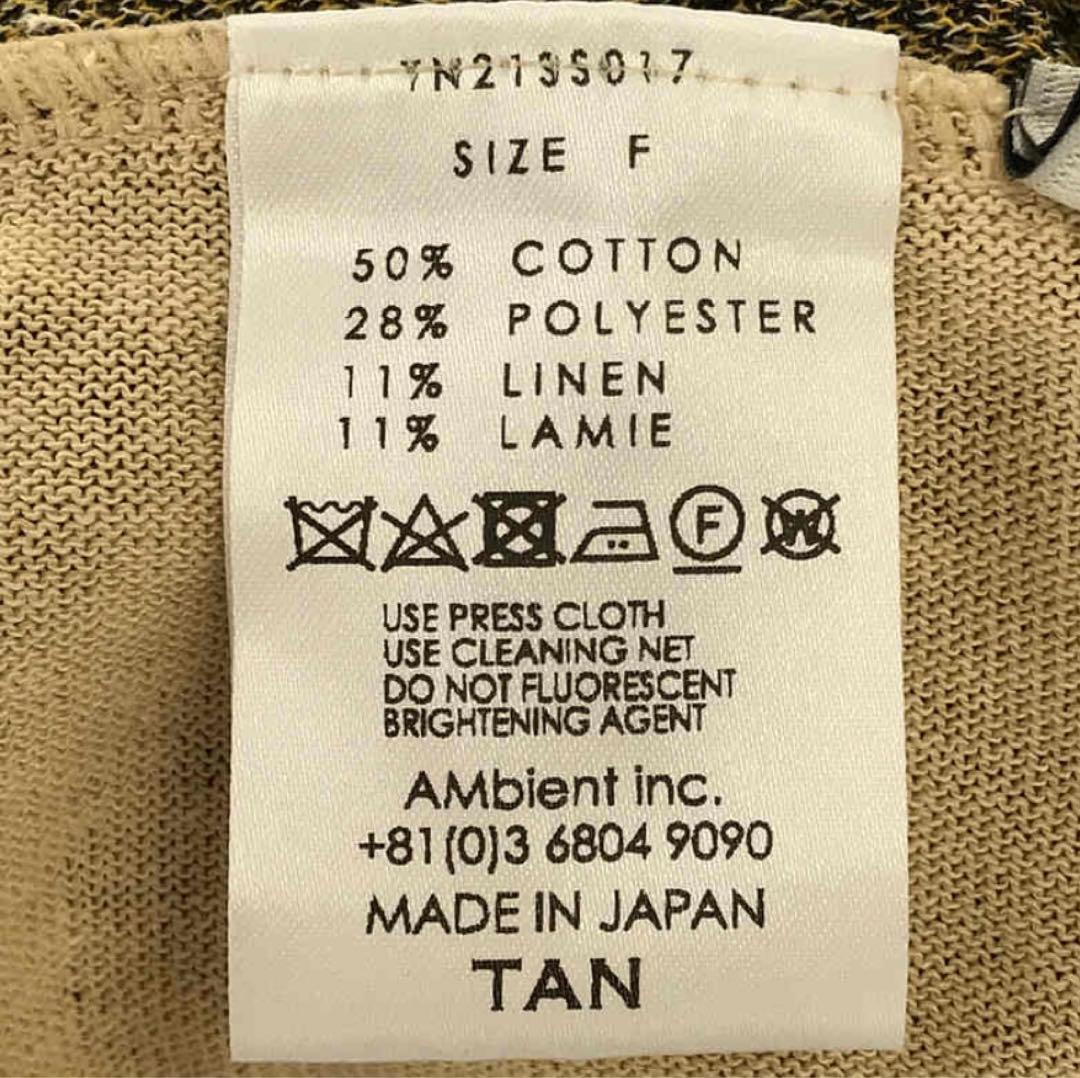 YN21SS017
SIZE F
50% COTTON
28% POLYESTER
11% LINEN
11% LAMIE
F W
USE PRESS CLOTH
USE CLEANING NET
DO NOT FLUORESCENT
BRIGHTENING AGENT
AMbient inc.
+81(0)3 6804 9090
MADE IN JAPAN
TAN